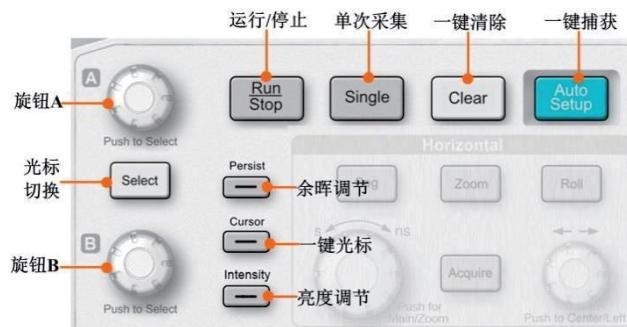 运行/停止
单次采集
一键清除
一键捕获
A
Run
Stop
Single
Clear
Auto
Setup
旋钮A
Push to Select
Horizontal
光标
切换
Select
Persist
余晖调节
Zoom
Roll
B
Cursor
一键光标
s
ns
旋钮B
Acquire
Intensity
亮度调节
Push to Select
Push for
Main/Zoom
Push to Center/Left